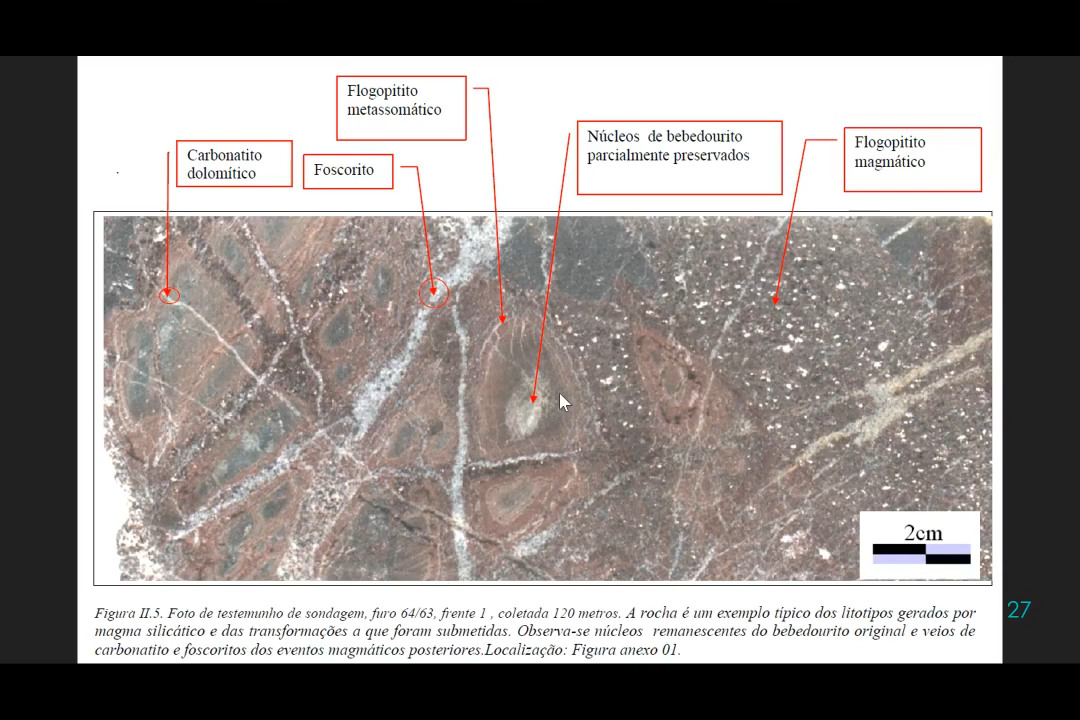 Flogopitito
metassomático
Núcleos de bebedourito
parcialmente preservados
Flogopitito
magmático
Carbonatito
dolomítico
Foscorito
2cm
27
Figura II.5. Foto de testemunho de sondagem, furo 64/63, frente 1 , coletada 120 metros. A rocha é um exemplo típico dos litotipos gerados por
magma silicático e das transformações a que foram submetidas. Observa-se núcleos remanescentes do bebedourito original e veios de
carbonatito e foscoritos dos eventos magmáticos posteriores.Localização: Figura anexo 01.